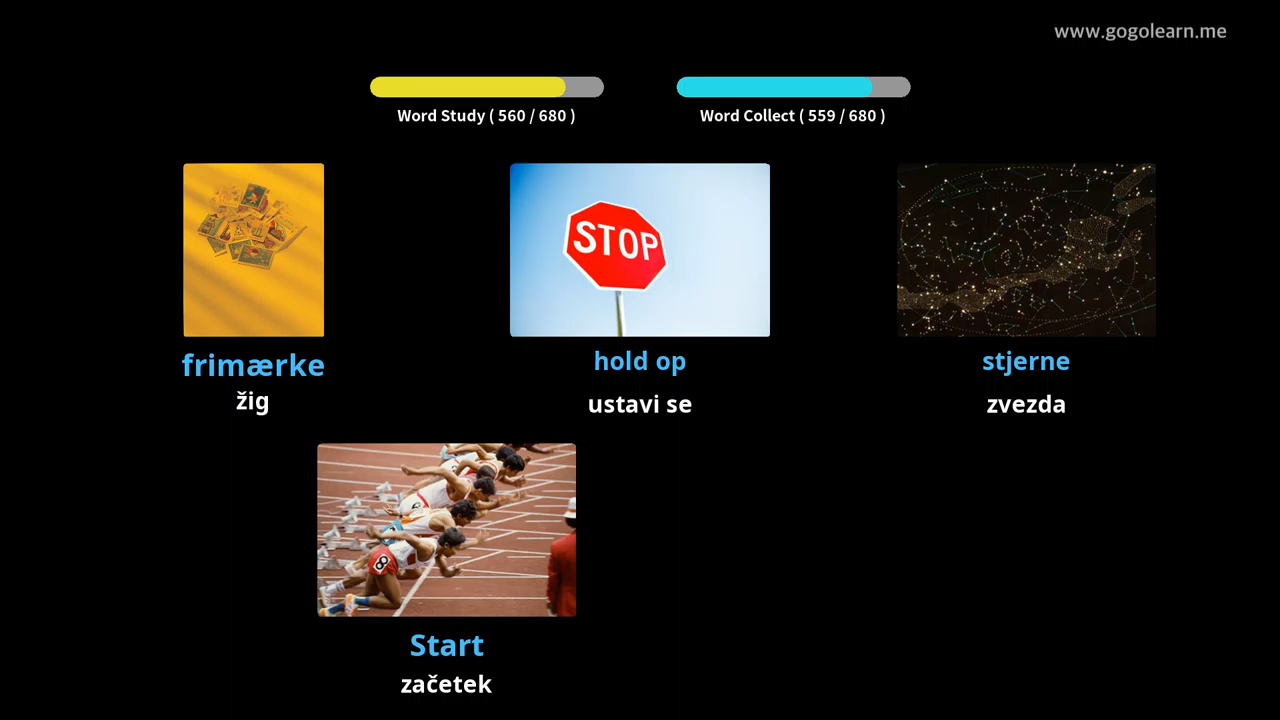 www.gogolearn.me
Word Study ( 560 / 680 )
Word Collect ( 559 / 680 )
STOP
frimærke
žig
hold op
ustavi se
stjerne
zvezda
8
Start
začetek